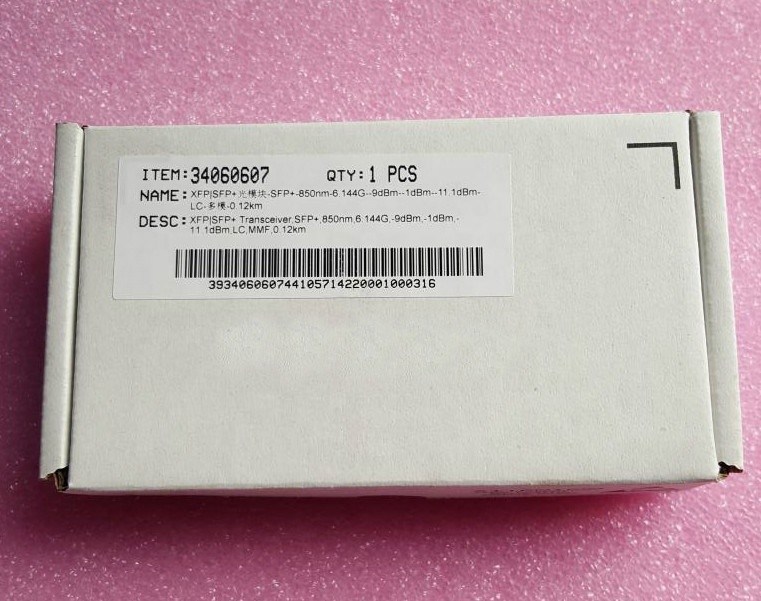 ITEM:34060607 QTY:1 PCS
NAME:XFP|SFP+光模块-SFP+-850nm-6.144G--9dBm--1dBm--11.1dBm-
LC-多模-0.12km
DESC:XFP|SFP+ Transceiver,SFP+,850nm,6.144G,-9dBm,-1dBm,-
11.1dBm,LC,MMF,0.12km
39340606074410571422000100​0316